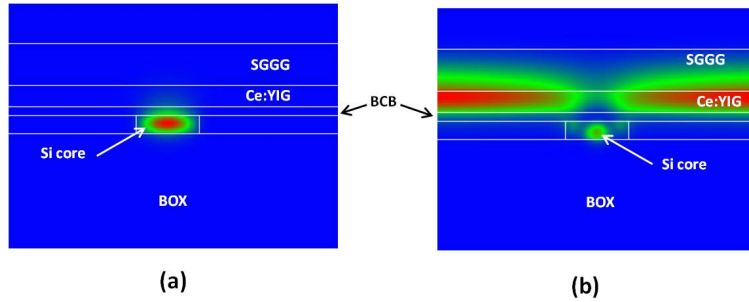 SGGG
Ce:YIG
Si core
BOX
BCB
SGGG
Ce:YIG
Si core
BOX
(a)
(b)